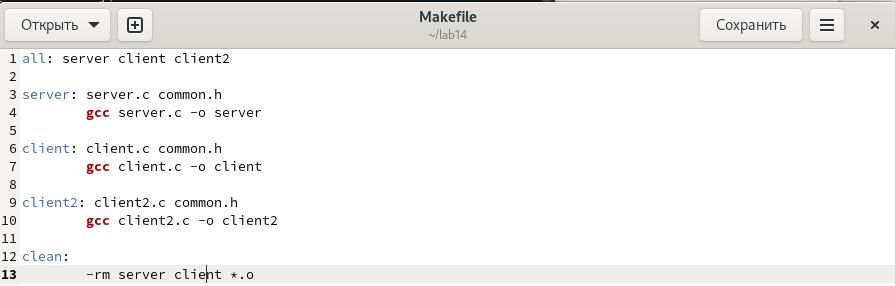 Открыть
Makefile
~/lab14
Сохранить
1 all: server client client2
2
3 server: server.c common.h
4 gcc server.c -o server
5
6 client: client.c common.h
7 gcc client.c -o client
8
9 client2: client2.c common.h
10 gcc client2.c -o client2
11
12 clean:
13 -rm server client *.o